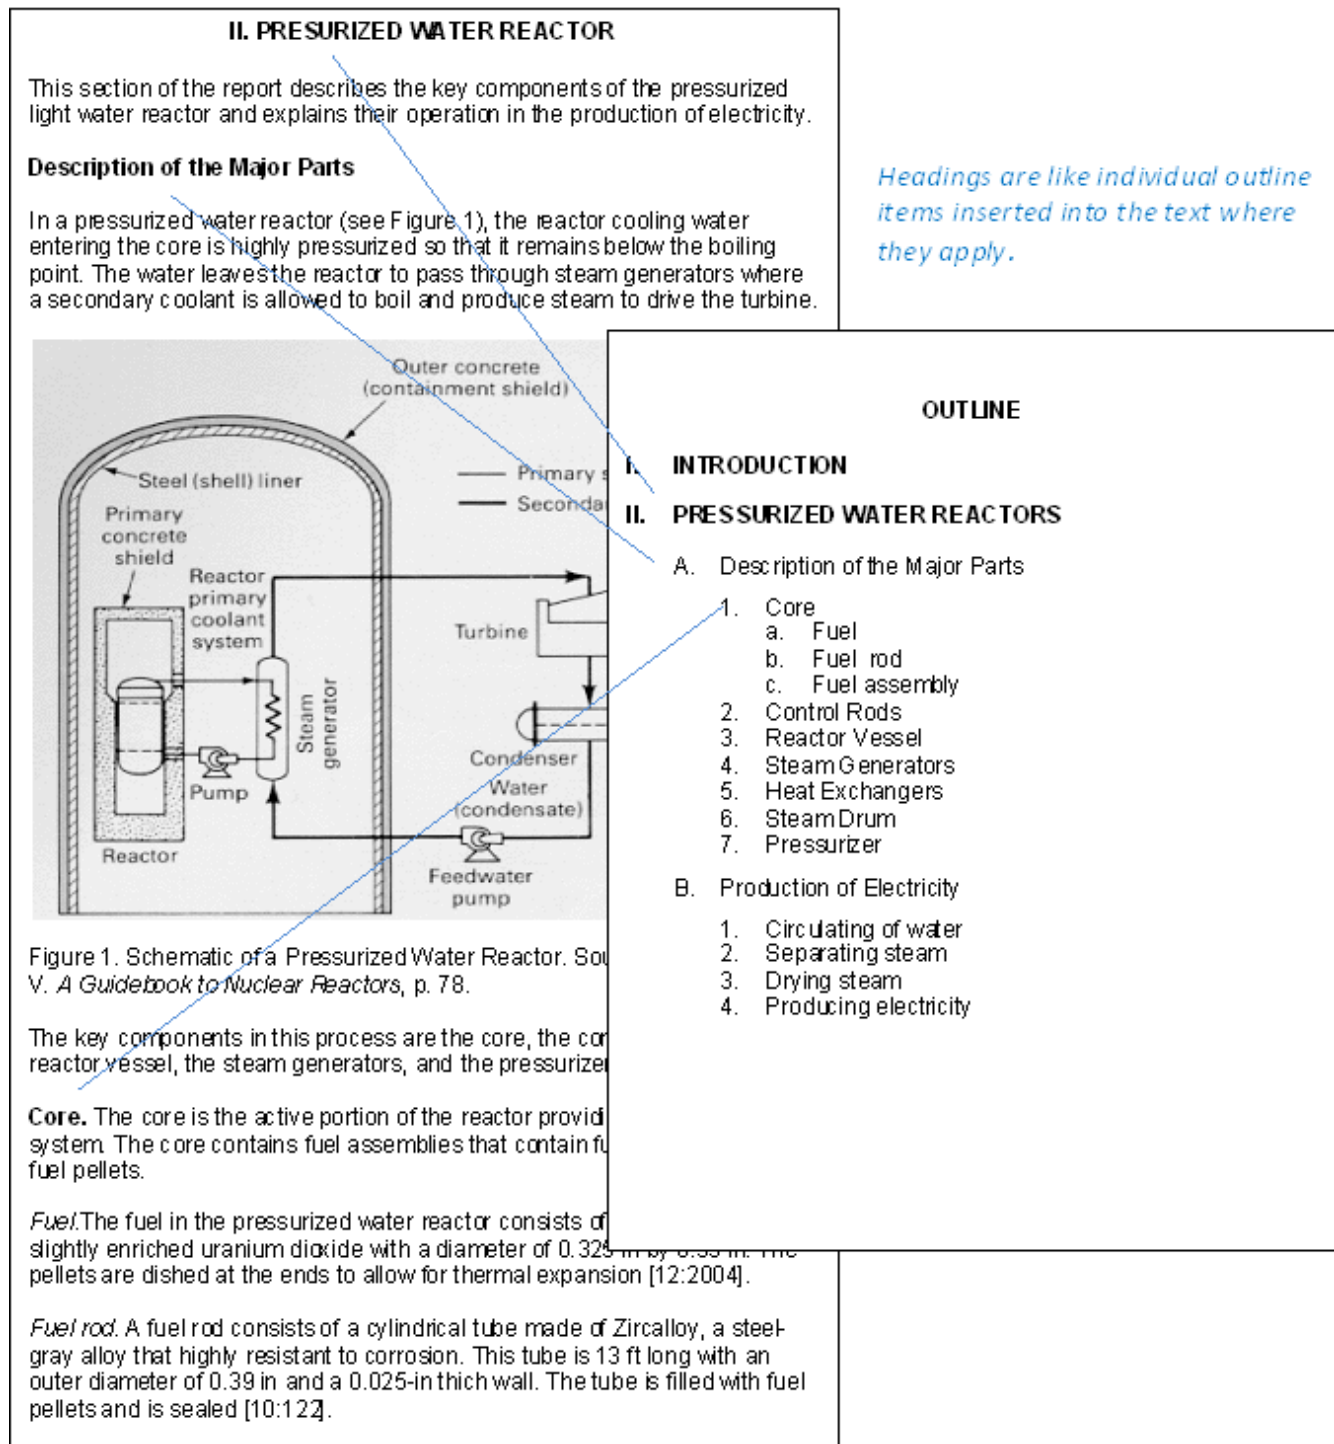 II. PRESURIZED WATER REACTOR
This section of the report describes the key components of the pressurized
light water reactor and explains their operation in the production of electricity.
Description of the Major Parts
In a pressurized water reactor (see Figure 1), the reactor cooling water
entering the core is highly pressurized so that it remains below the boiling
point. The water leaves the reactor to pass through steam generators where
a secondary coolant is allowed to boil and produce steam to drive the turbine.
Outer concrete
(containment shield)
Steel (shell) liner
Primary
concrete
shield
Reactor
primary
coolant
system
Primary s
Seconda
Turbine
Steam
generator
Condenser
Pump
Water
(condensate)
Reactor
Feedwater
pump
Figure 1. Schematic of a Pressurized Water Reactor. Sou
V. A Guidebook to Nuclear Reactors, p. 78.
The key components in this process are the core, the con
reactor vessel, the steam generators, and the pressurizer
Core. The core is the active portion of the reactor providi
system. The core contains fuel assemblies that contain fu
fuel pellets.
Fuel.The fuel in the pressurized water reactor consists of
slightly enriched uranium dioxide with a diameter of 0.325 in by
pellets are dished at the ends to allow for thermal expansion [12:2004].
Fuel rod. A fuel rod consists of a cylindrical tube made of Zircalloy, a steel-
gray alloy that highly resistant to corrosion. This tube is 13 ft long with an
outer diameter of 0.39 in and a 0.025-in thich wall. The tube is filled with fuel
pellets and is sealed [10:122].
Headings are like individual outline
items inserted into the text where
they apply.
OUTLINE
I. INTRODUCTION
II. PRESSURIZED WATER REACTORS
A. Description of the Major Parts
1. Core
a. Fuel
b. Fuel rod
c. Fuel assembly
2. Control Rods
3. Reactor Vessel
4. Steam Generators
5. Heat Exchangers
6. Steam Drum
7. Pressurizer
B. Production of Electricity
1. Circulating of water
2. Separating steam
3. Drying steam
4. Producing electricity